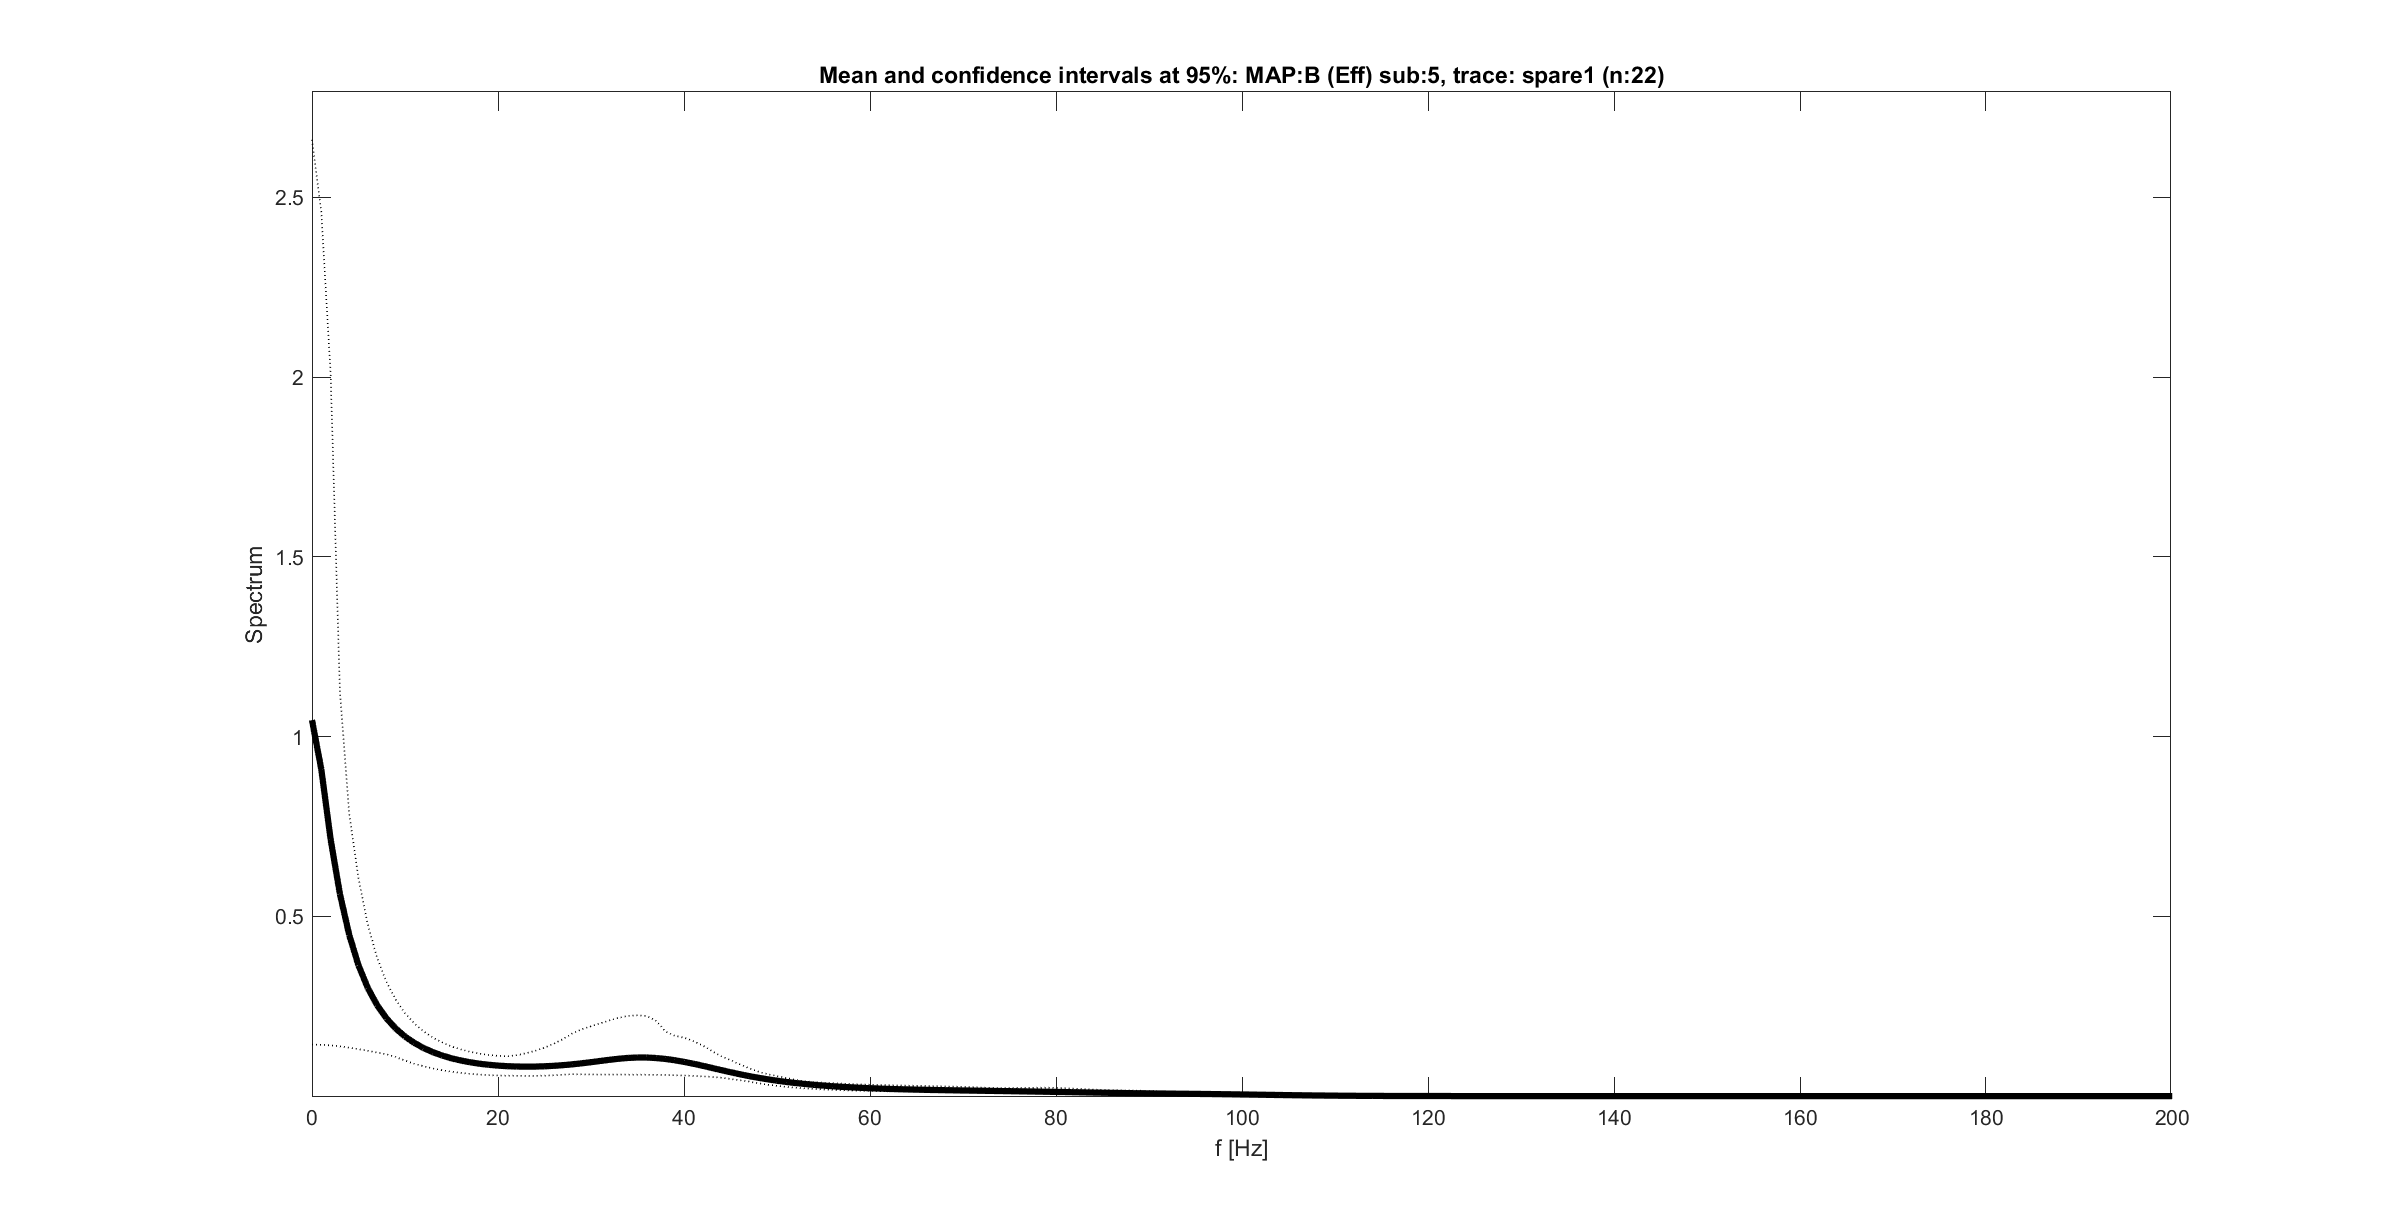 Mean and confidence intervals at 95%: MAP:B (Eff) sub:5, trace: spare1 (n:22)
2.5
2
1.5
1
0.5
Spectrum
0 20 40 60 80 100 120 140 160 180 200
f [Hz]